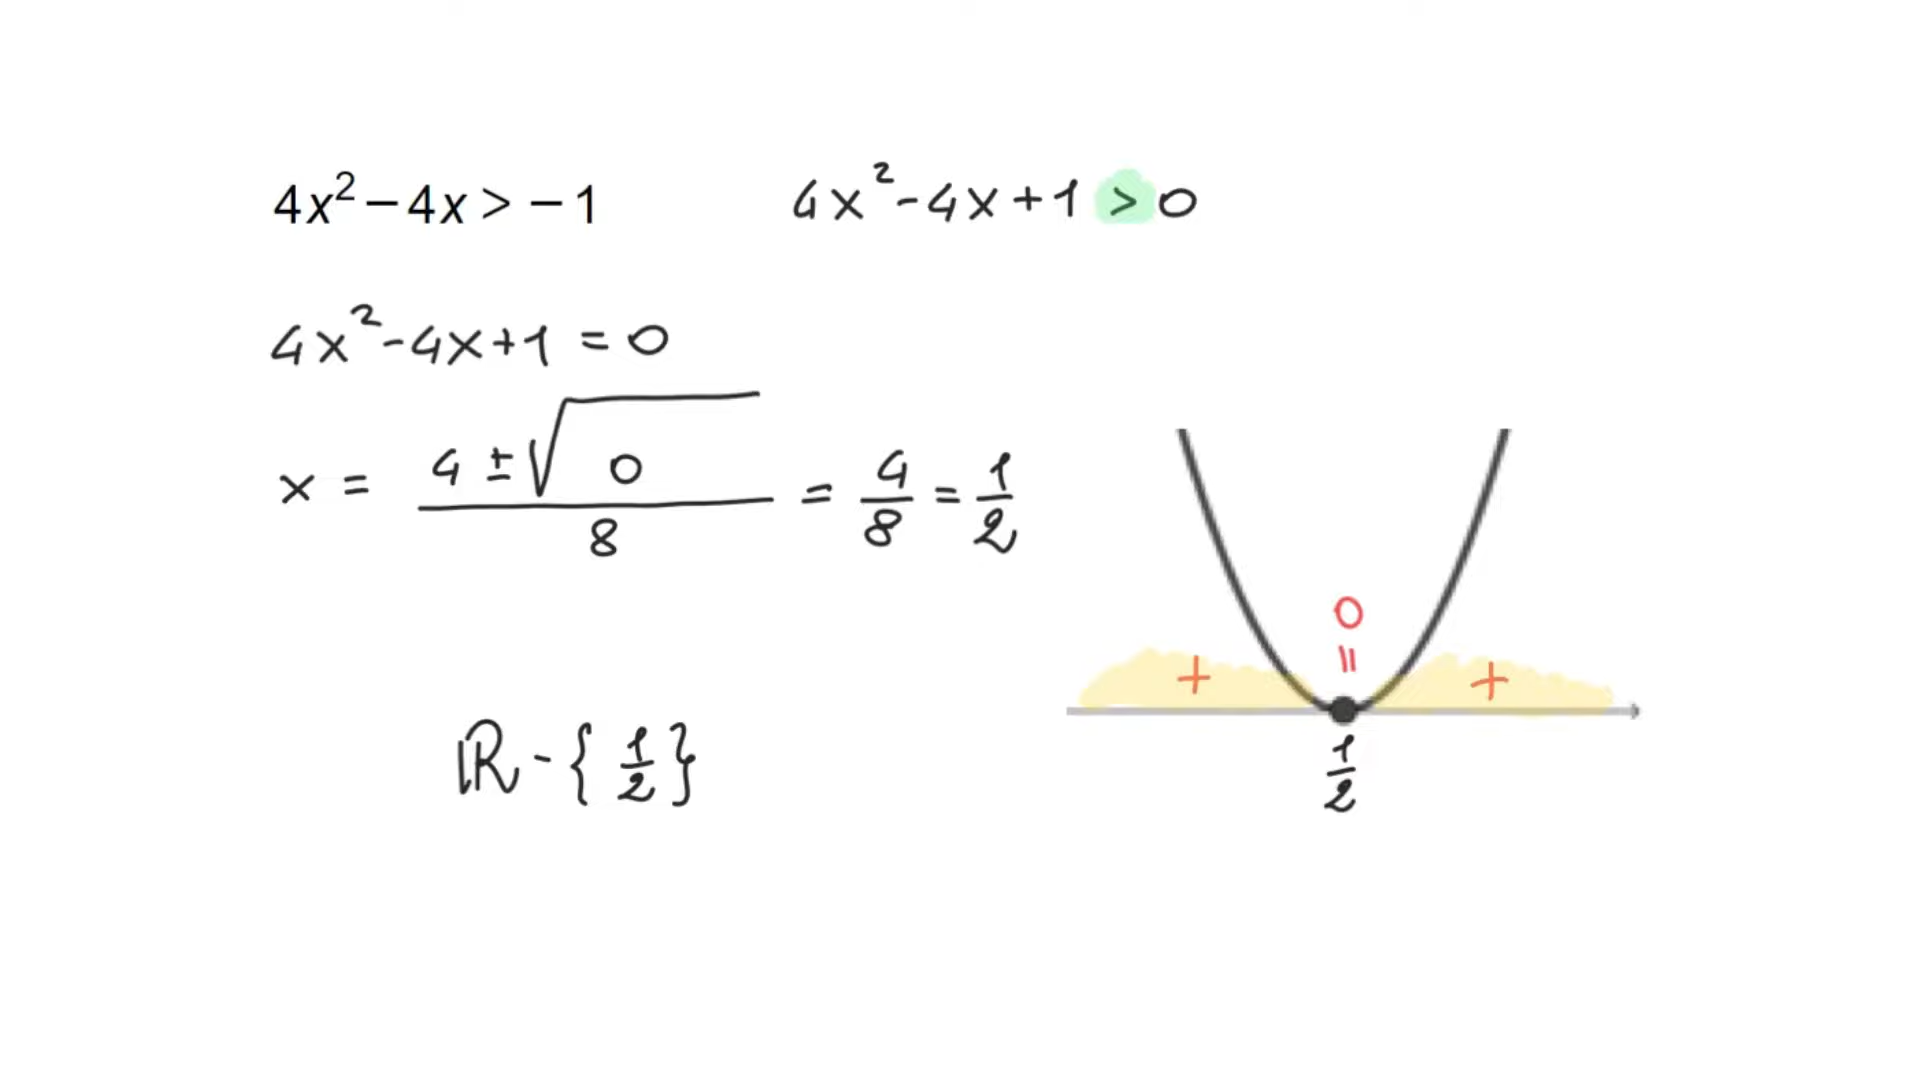 4x² − 4x > − 1
4x² - 4x + 1 > 0
4x² - 4x + 1 = 0
x = (4 ± √0)/8 = 4/8 = 1/2
0
=
+ +
1/2
ℝ - {1/2}